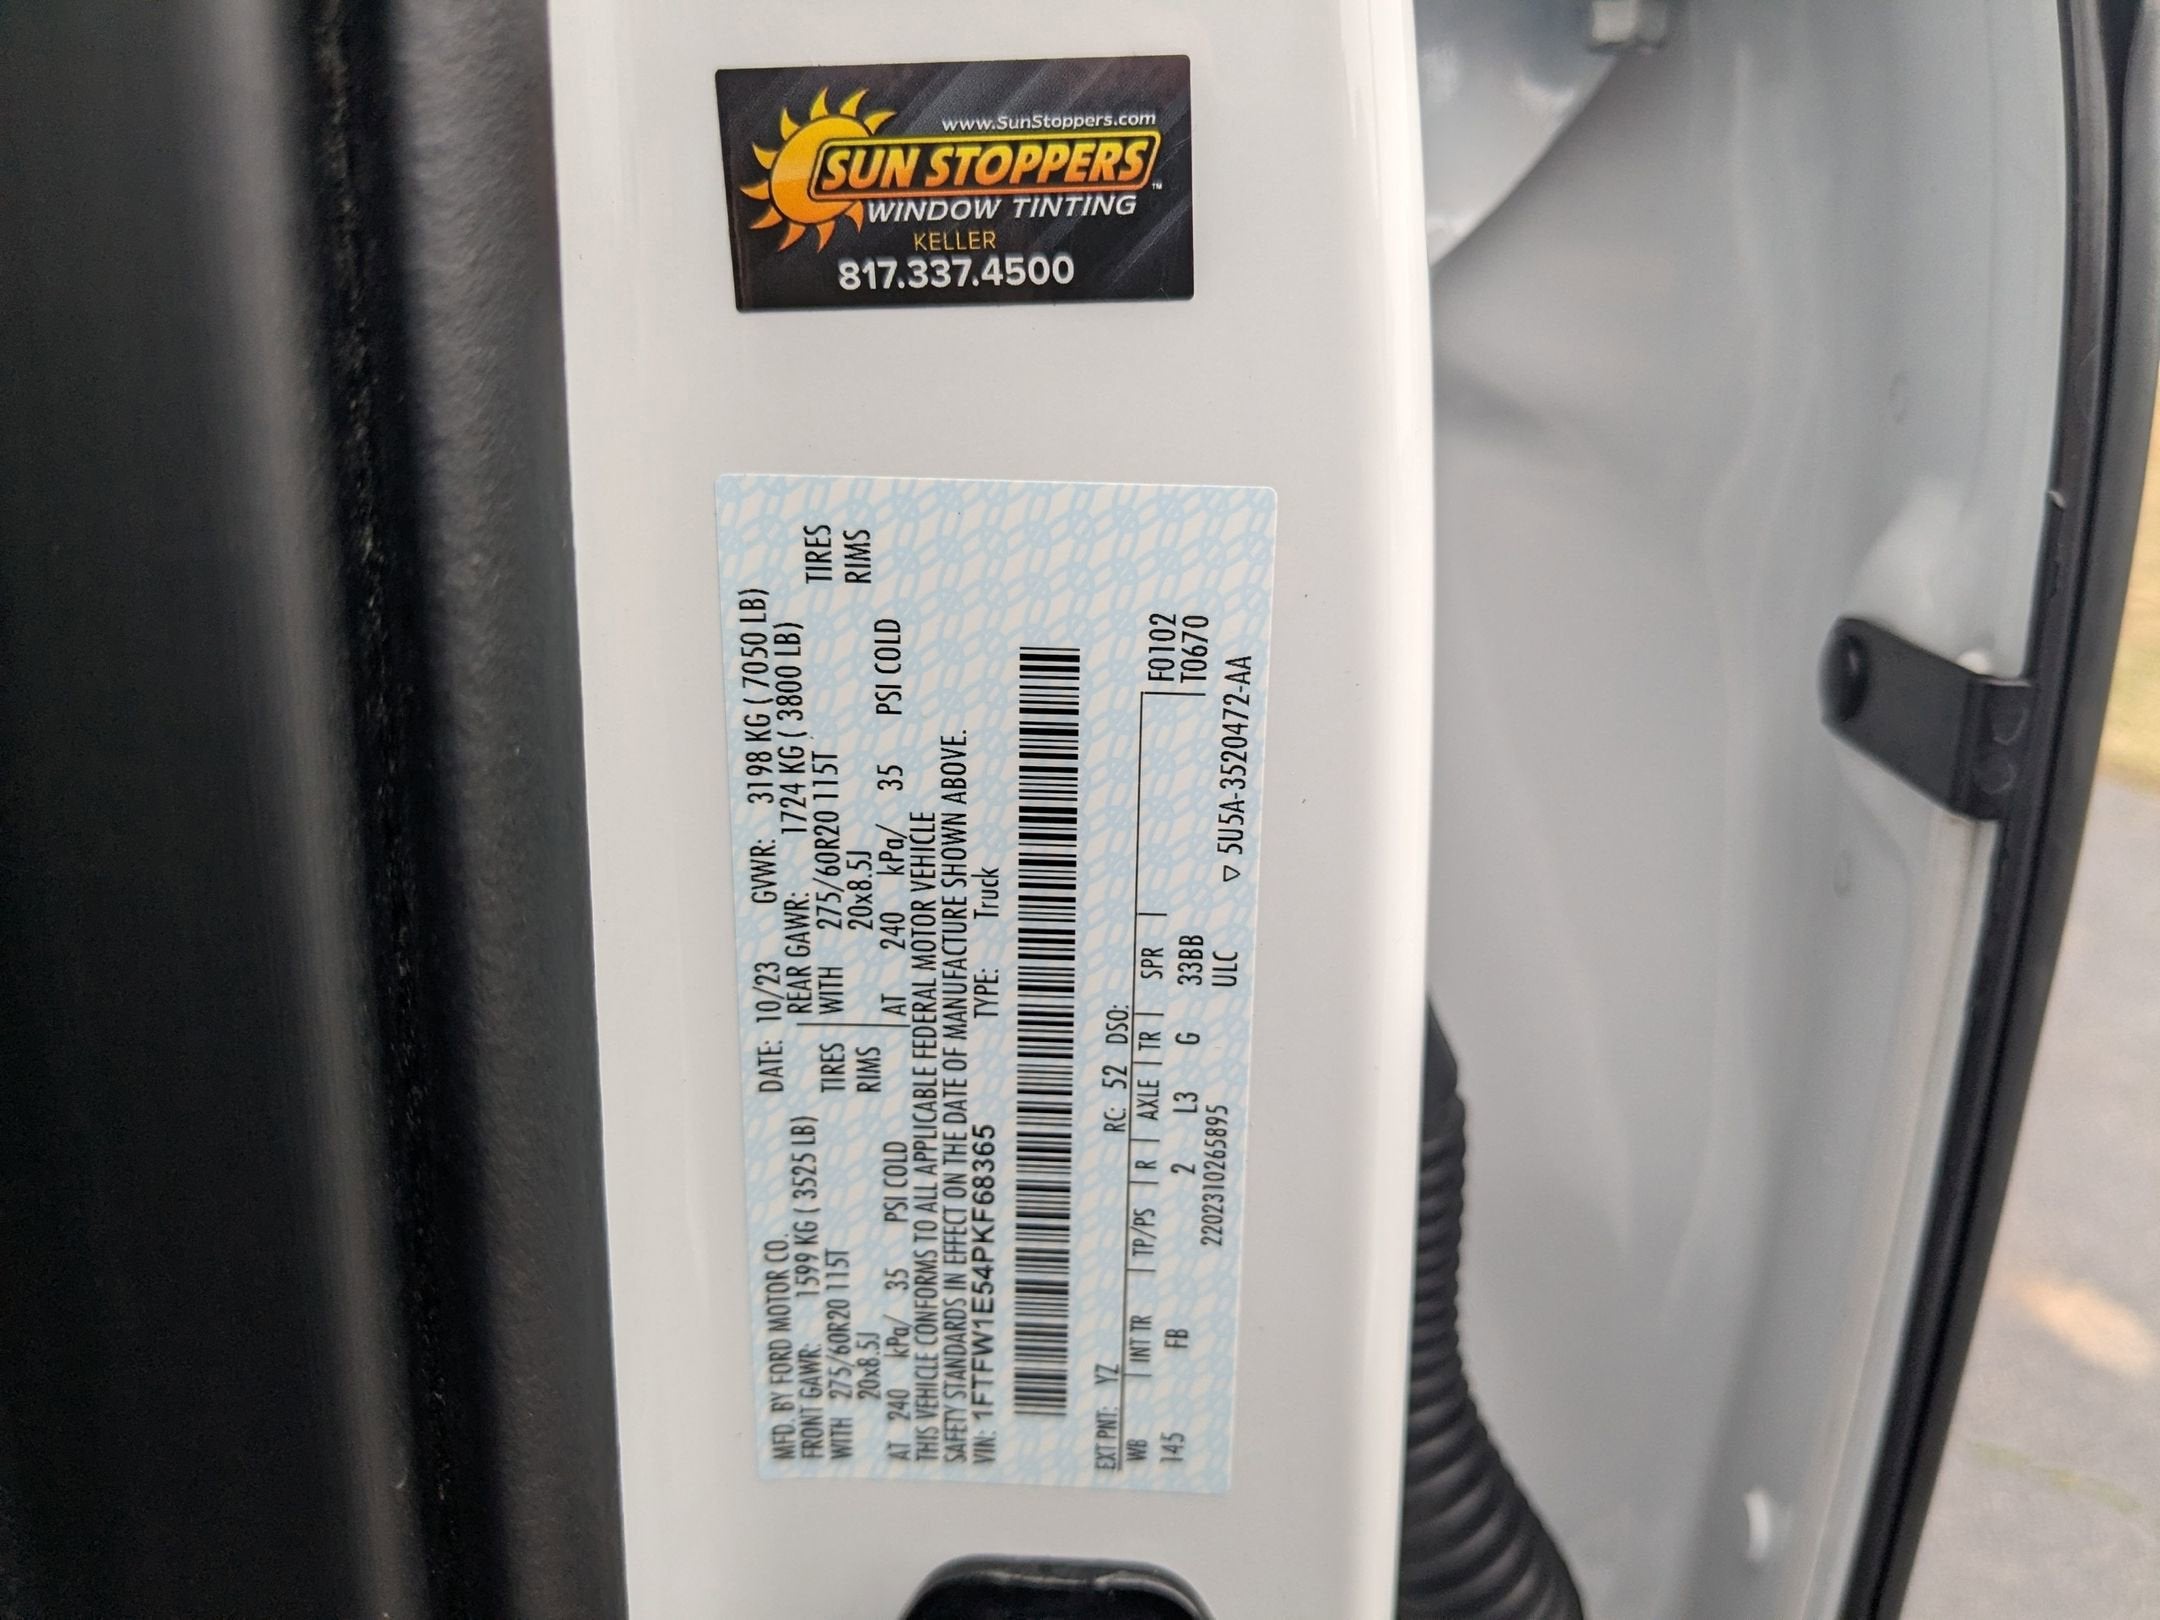 www.SunStoppers.com
SUN STOPPERS™
WINDOW TINTING
KELLER
817.337.4500
MFD. BY FORD MOTOR CO. DATE: 10/23 GVWR: 3198 KG ( 7050 LB)
FRONT GAWR: 1599 KG ( 3525 LB) REAR GAWR: 1724 KG ( 3800 LB)
WITH 275/60R20 115T TIRES WITH 275/60R20 115T TIRES
20x8.5J RIMS 20x8.5J RIMS
AT 240 kPa/ 35 PSI COLD AT 240 kPa/ 35 PSI COLD
THIS VEHICLE CONFORMS TO ALL APPLICABLE FEDERAL MOTOR VEHICLE
SAFETY STANDARDS IN EFFECT ON THE DATE OF MANUFACTURE SHOWN ABOVE.
VIN: 1FTFW1E54PKF68365 TYPE: Truck
EXT PNT: YZ RC: 52 DSO:
WB INT TR TP/PS R AXLE TR SPR F0102
145 FB 2 L3 G 33BB T0670
2202310265895 ULC ▽ 5U5A-3520472-AA